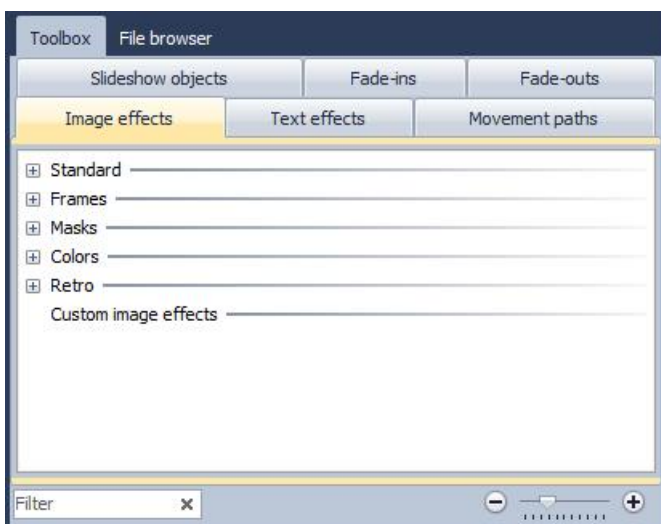 Toolbox File browser
Slideshow objects Fade-ins Fade-outs
Image effects Text effects Movement paths
Standard
Frames
Masks
Colors
Retro
Custom image effects
Filter